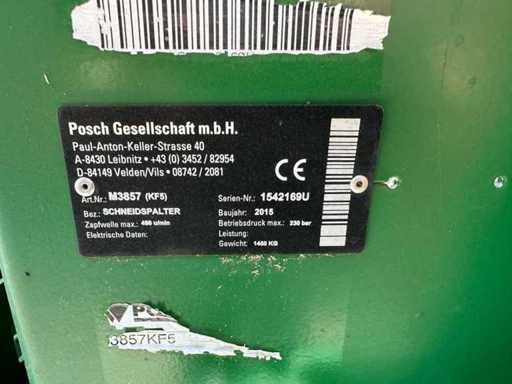 Posch Gesellschaft m.b.H.
Paul-Anton-Keller-Strasse 40
A-8430 Leibnitz • +43 (0) 3452 / 82954
D-84149 Velden/Vils • 08742 / 2081
CE
Art.Nr.: M3857 (KF5) Serien-Nr.: 1542169U
Bez.: SCHNEIDSPALTER Baujahr: 2015
Zapfwelle max.: 450 u/min Betriebsdruck max.: 230 bar
Elektrische Daten: Leistung:
Gewicht: 1450 KG
1542169U
3857KF5